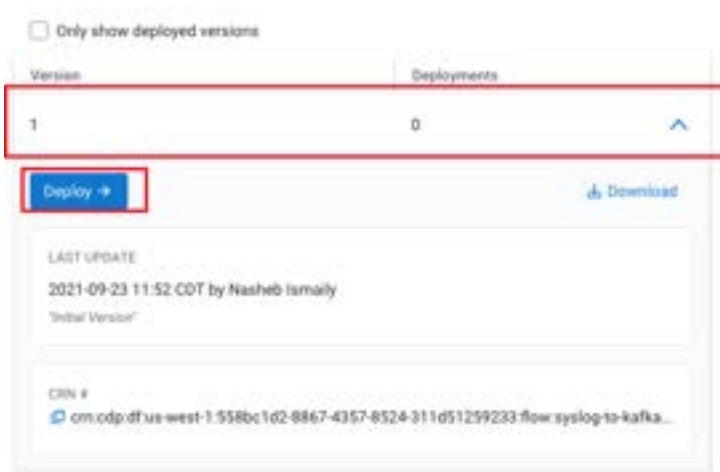 Only show deployed versions
Version Deployments
1 0
Deploy →
Download
LAST UPDATE
2021-09-23 11:52 CDT by Nasheb Ismaily
"Initial Version"
CRN #
crn:cdp:df:us-west-1:558bc1d2-8867-4357-8524-311d51259233:flow:syslog-to-kafka...